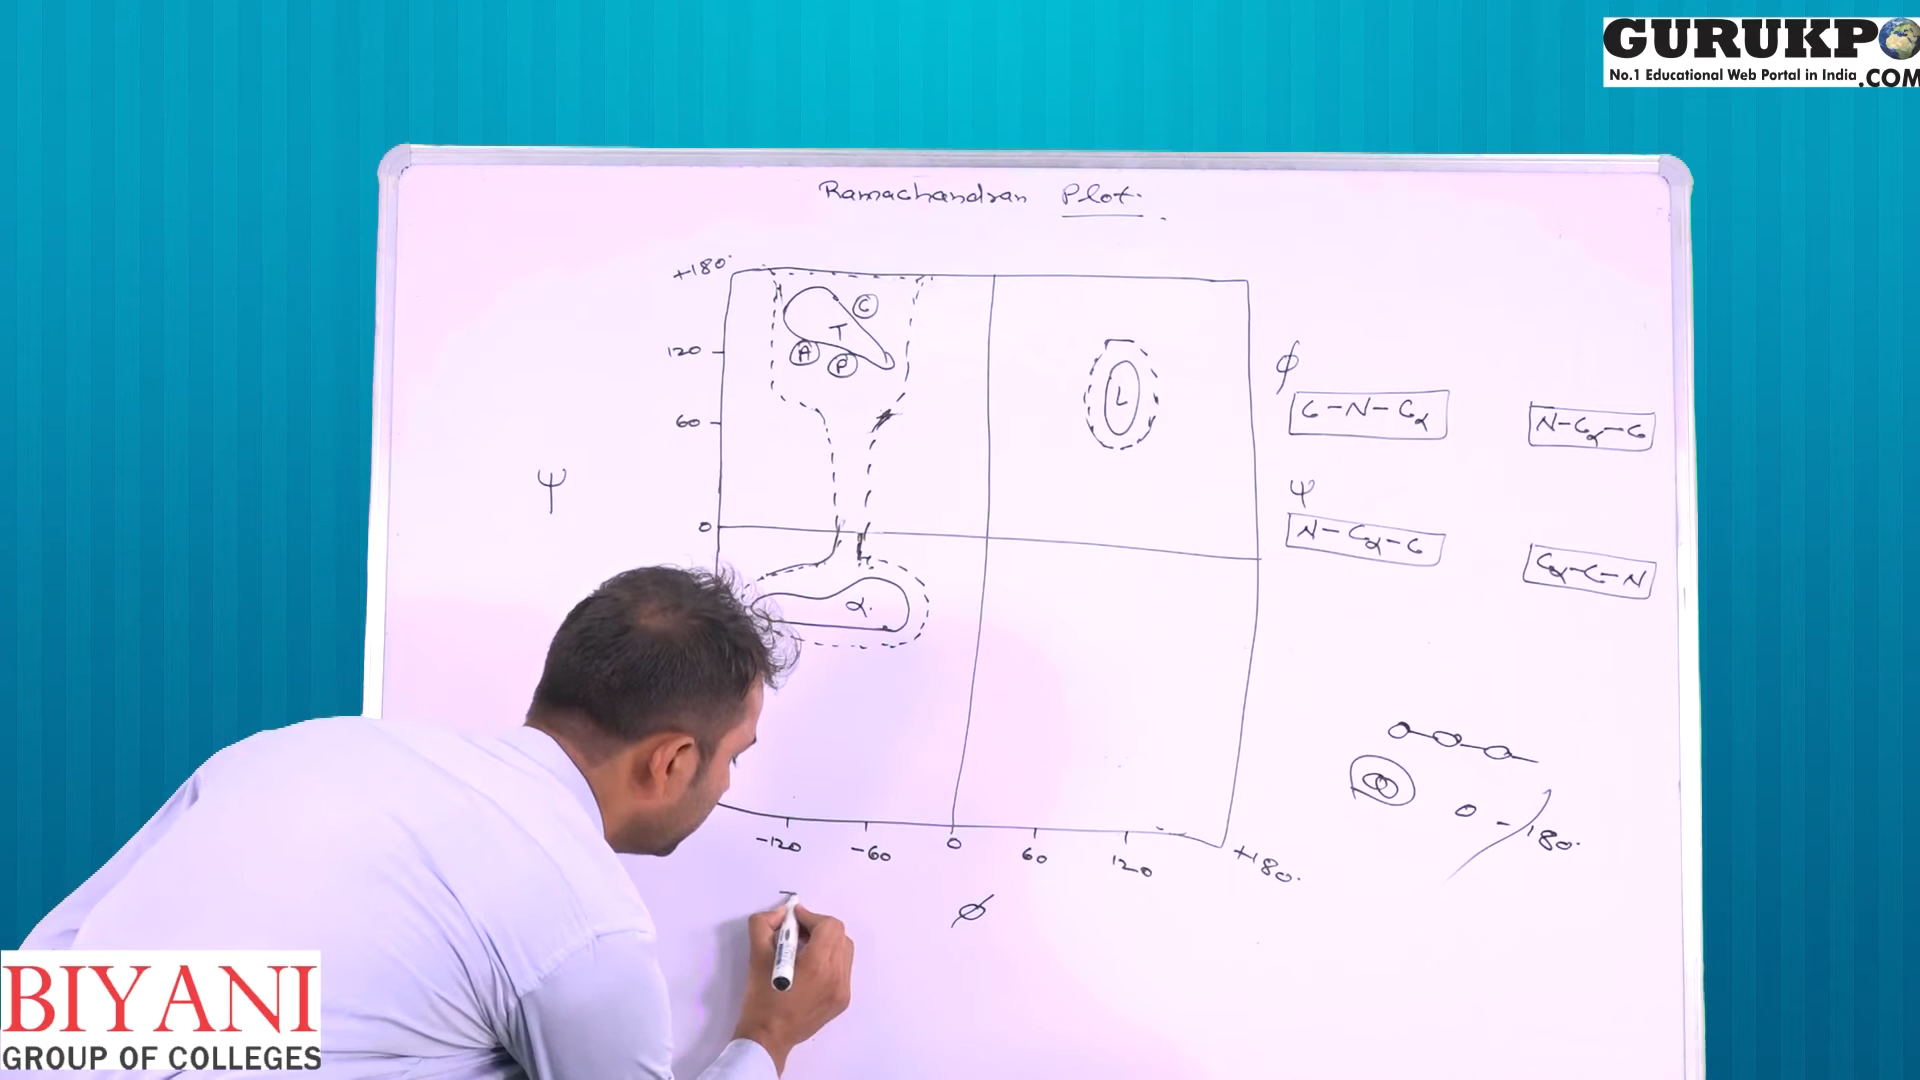 GURUKPO
No.1 Educational Web Portal in India .COM
Ramachandran Plot.
+180.
C
T
A P
120
60
0
ψ
α.
L
φ
C-N-Cα
N-Cα-C
ψ
N-Cα-C
Cα-C-N
0 - 180.
-120 -60 0 60 120 +180.
φ
BIYANI
GROUP OF COLLEGES